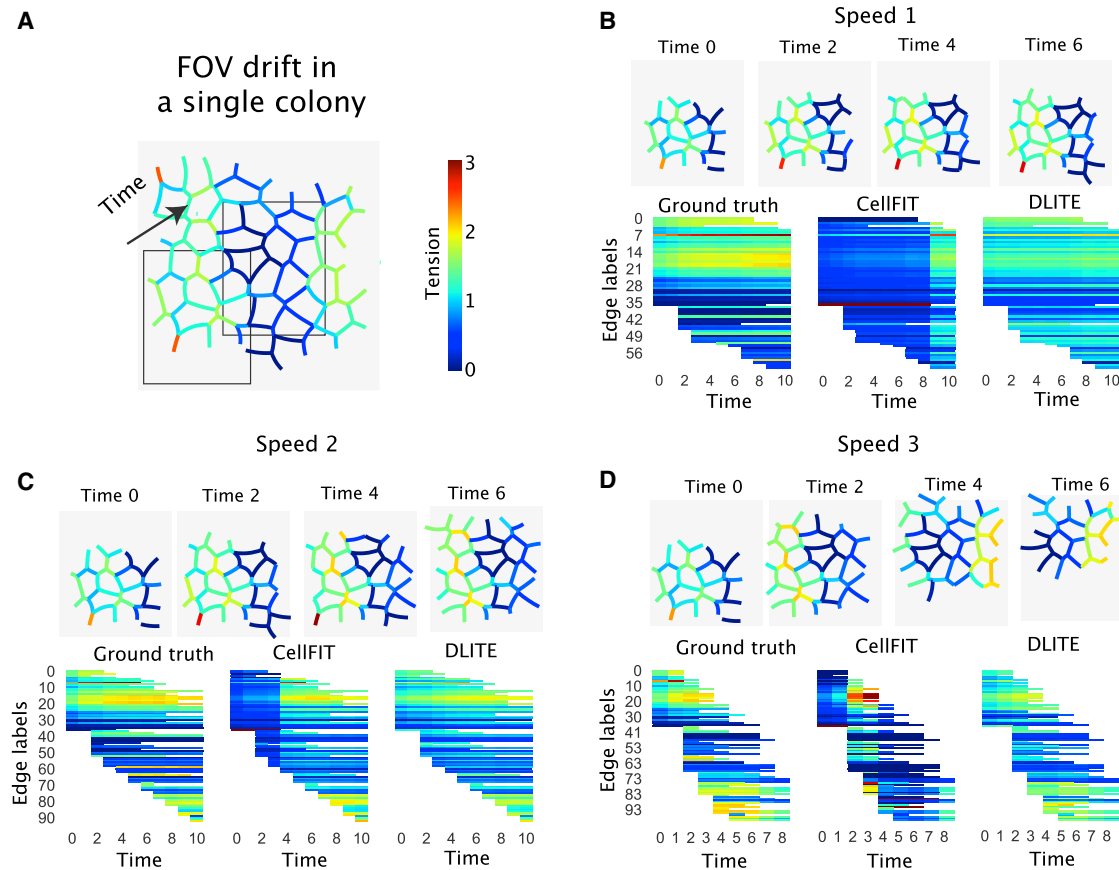 A
FOV drift in
a single colony
Time
3
2
1
0
Tension
B
Speed 1
Time 0
Time 2
Time 4
Time 6
Ground truth
CellFIT
DLITE
Edge labels
0
7
14
21
28
35
42
49
56
0 2 4 6 8 10
0 2 4 6 8 10
0 2 4 6 8 10
Time
Time
Time
Speed 2
C
Time 0
Time 2
Time 4
Time 6
Ground truth
CellFIT
DLITE
Edge labels
0
10
20
30
40
50
60
70
80
90
0 2 4 6 8 10
0 2 4 6 8 10
0 2 4 6 8 10
Time
Time
Time
Speed 3
D
Time 0
Time 2
Time 4
Time 6
Ground truth
CellFIT
DLITE
Edge labels
0
10
20
30
41
53
63
73
83
93
0 1 2 3 4 5 6 7 8
0 1 2 3 4 5 6 7 8
0 1 2 3 4 5 6 7 8
Time
Time
Time